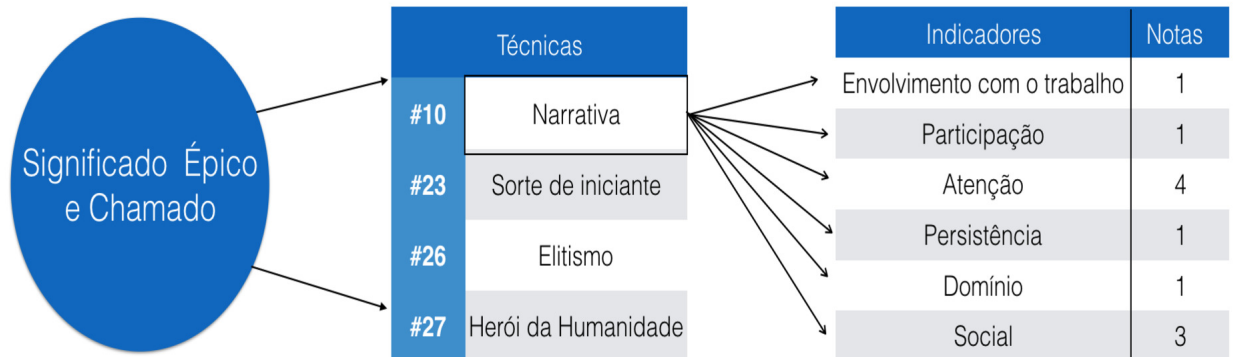 Significado Épico
e Chamado
Técnicas
#10 Narrativa
#23 Sorte de iniciante
#26 Elitismo
#27 Herói da Humanidade
Indicadores Notas
Envolvimento com o trabalho 1
Participação 1
Atenção 4
Persistência 1
Domínio 1
Social 3